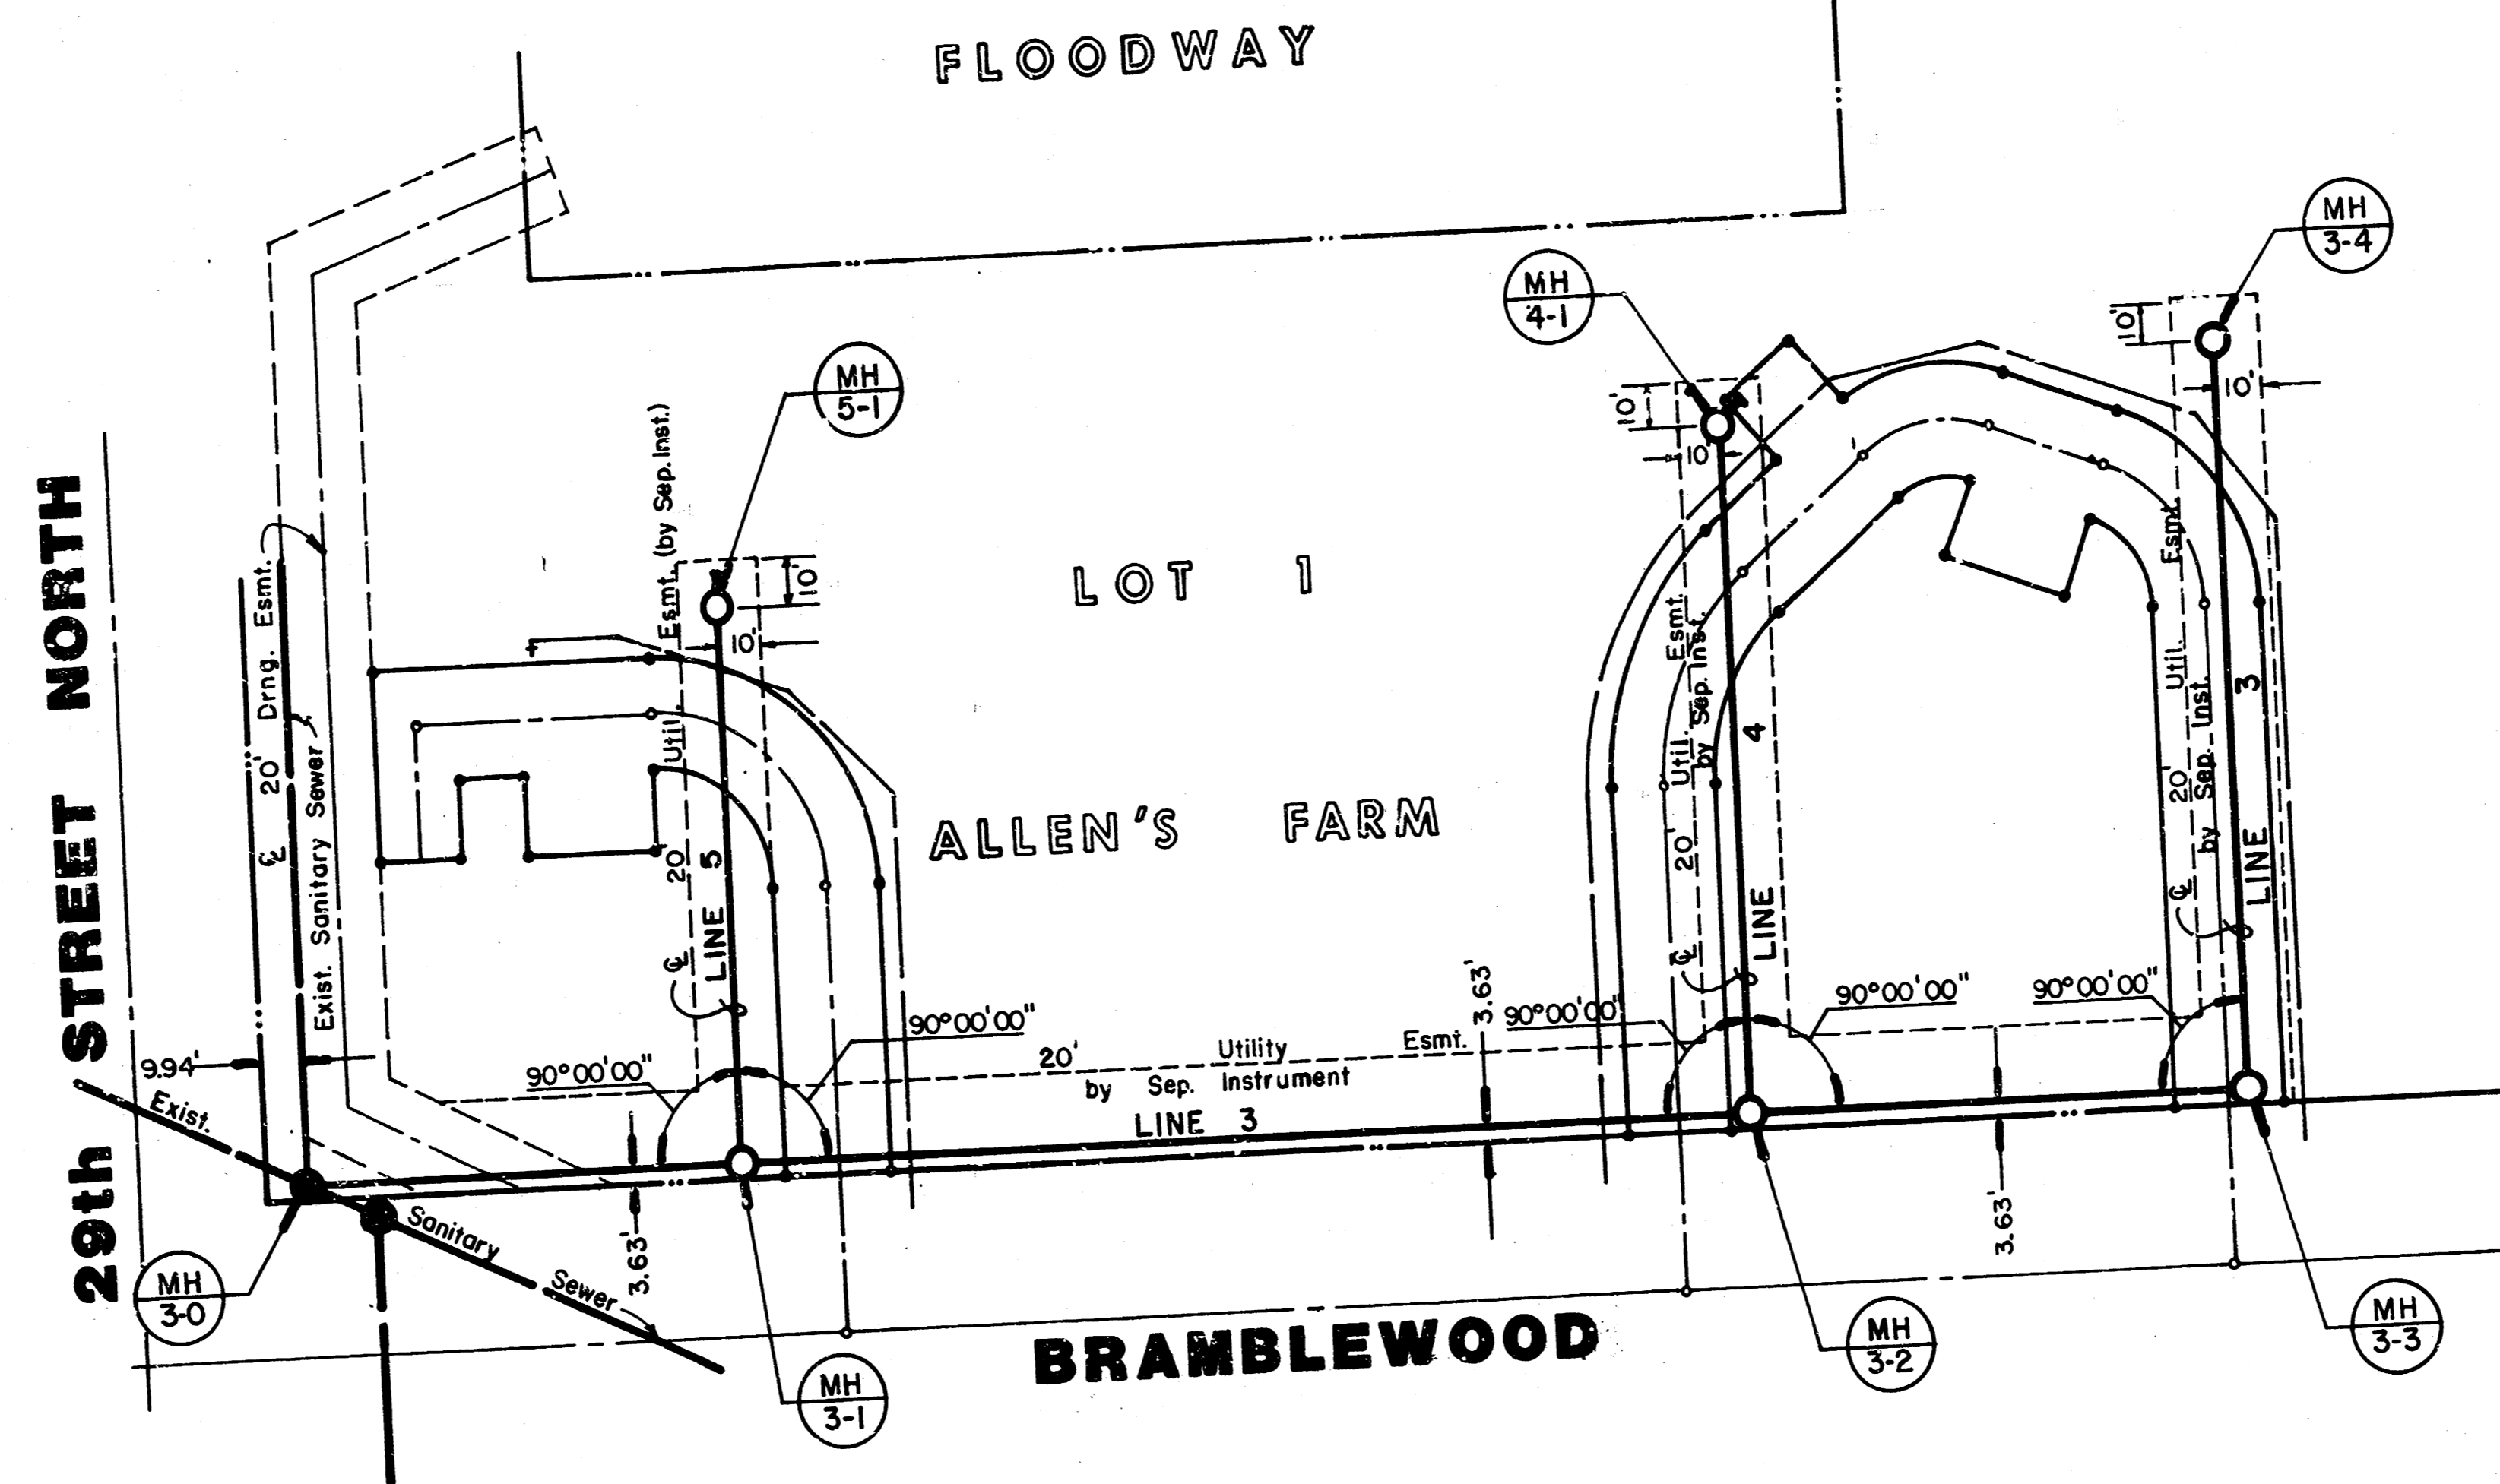 FLOODWAY
MH
3-4
MH
4-1
10'
10'
MH
5-1
10'
10'
Util. Esmt. (by Sep. Inst.)
20
10'
10'
LOT 1
ALLEN'S FARM
29th STREET NORTH
℄ 20' Drng. Esmt.
Exist. Sanitary Sewer
℄
LINE 5
20' Util. Esmt.
by Sep. Inst.
℄
LINE 4
20' Util. Esmt.
by Sep. Inst.
℄
LINE 3
9.94'
Exist.
Sanitary
Sewer
90°00'00"
90°00'00"
20' Utility Esmt.
by Sep. Instrument
LINE 3
3.63'
90°00'00"
90°00'00"
90°00'00"
3.63'
3.63'
MH
3-0
MH
3-1
BRAMBLEWOOD
MH
3-2
MH
3-3